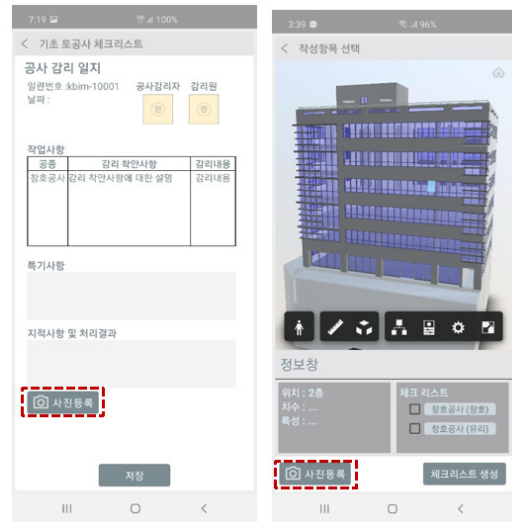 7:19 100%
기초 토공사 체크리스트
공사 감리 일지
일련번호 :kbim-10001 공사감리자 감리원
날짜 :
인 인
작업사항
공종 감리 착안사항 감리내용
창호공사 감리 착안사항에 대한 설명 감리내용
특기사항
지적사항 및 처리결과
사진등록
저장
3:39 96%
작성항목 선택
정보창
위치 : 2층
치수 : ...
특성 : ...
체크 리스트
창호공사 (창호)
창호공사 (유리)
사진등록
체크리스트 생성